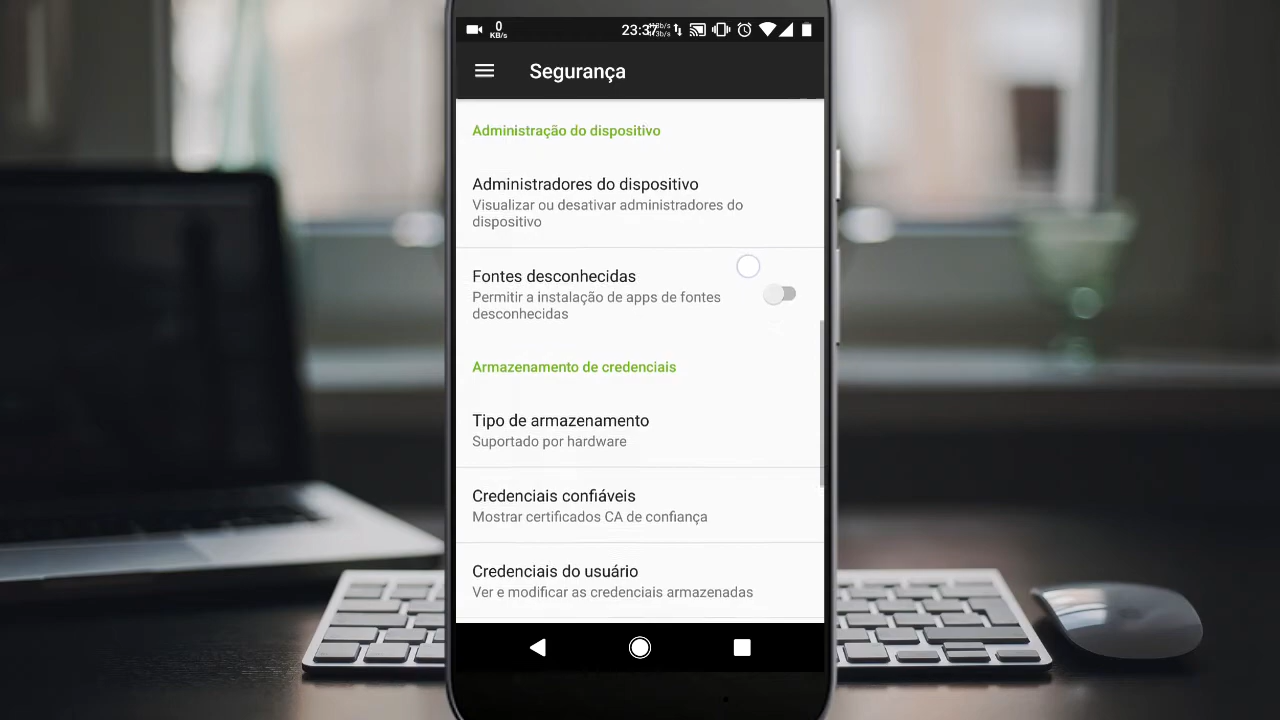 0
KB/s
23:37
Segurança
Administração do dispositivo
Administradores do dispositivo
Visualizar ou desativar administradores do
dispositivo
Fontes desconhecidas
Permitir a instalação de apps de fontes
desconhecidas
Armazenamento de credenciais
Tipo de armazenamento
Suportado por hardware
Credenciais confiáveis
Mostrar certificados CA de confiança
Credenciais do usuário
Ver e modificar as credenciais armazenadas